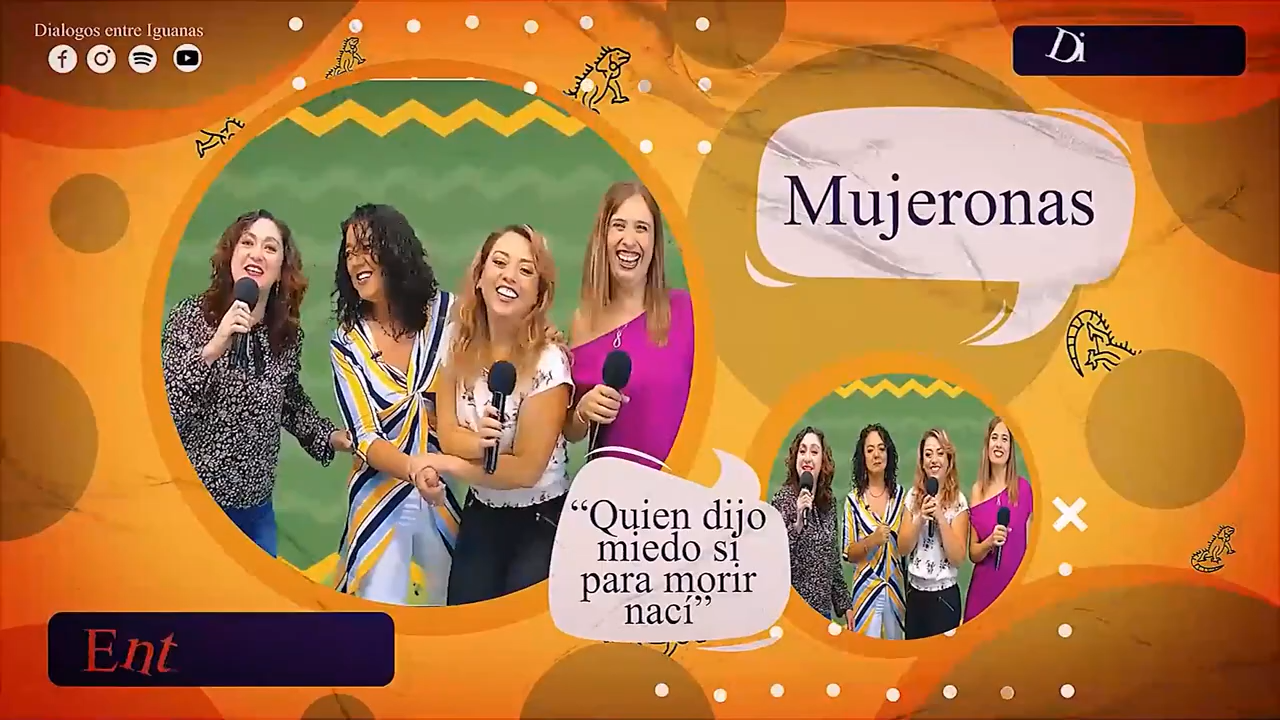 Dialogos entre Iguanas
Di
Mujeronas
“Quien dijo
miedo si
para morir
nací”
Ent